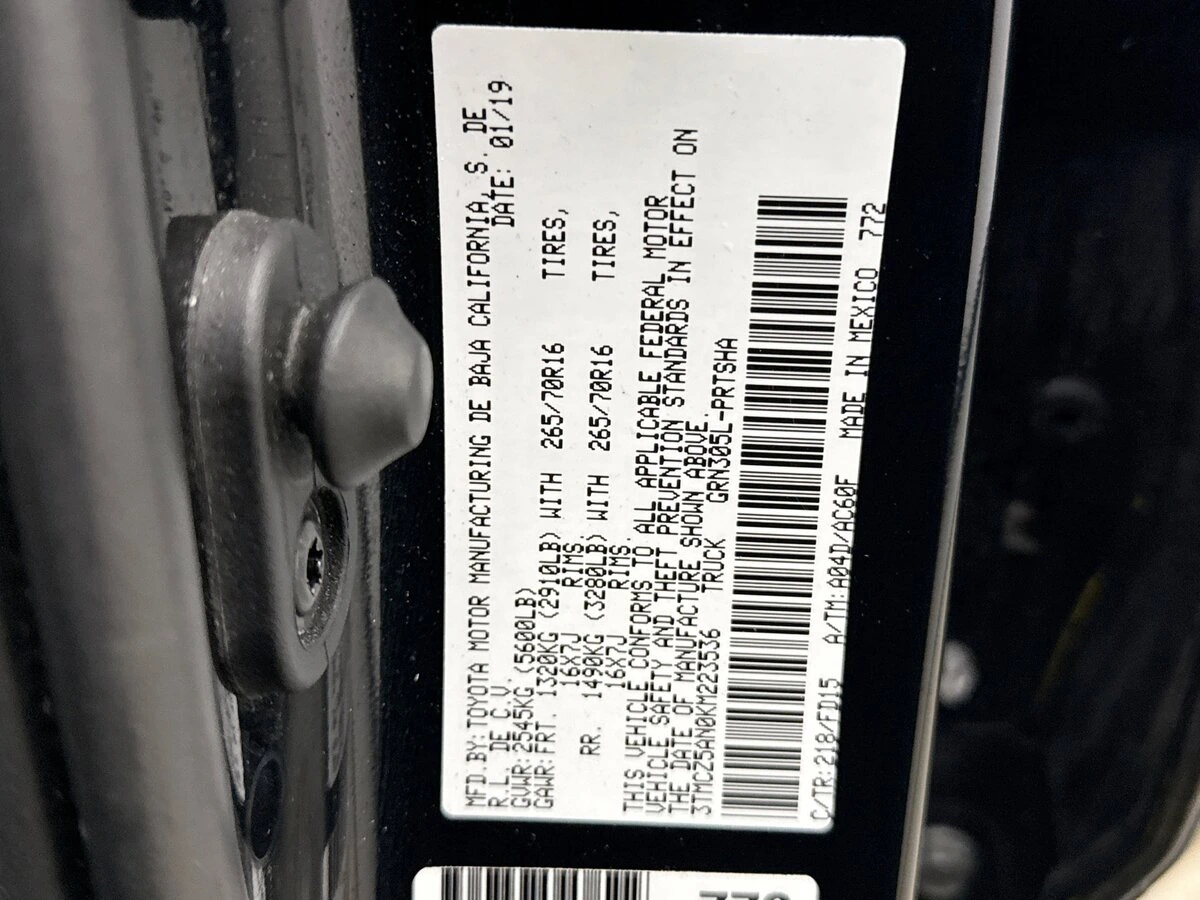 MFD.BY:TOYOTA MOTOR MANUFACTURING DE BAJA CALIFORNIA, S. DE
R.L. DE C.V. DATE: 01/19
GVWR:2545KG (5600LB)
GAWR:FRT. 1320KG (2910LB) WITH 265/70R16 TIRES,
16X7J RIMS.
RR. 1490KG (3280LB) WITH 265/70R16 TIRES,
16X7J RIMS.
THIS VEHICLE CONFORMS TO ALL APPLICABLE FEDERAL MOTOR
VEHICLE SAFETY AND THEFT PREVENTION STANDARDS IN EFFECT ON
THE DATE OF MANUFACTURE SHOWN ABOVE.
3TMCZ5AN0KM223536 TRUCK GRN305L-PRTSHA
C/TR:218/FD15 A/TM:A04D/AC60F MADE IN MEXICO 772